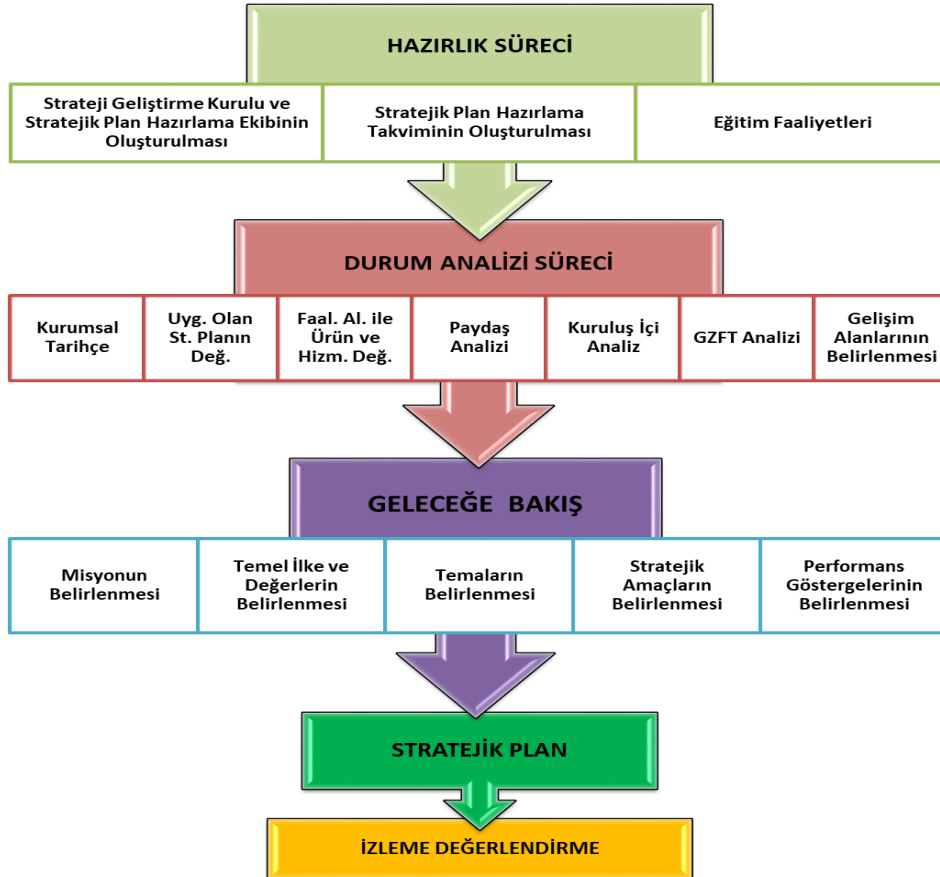 HAZIRLIK SÜRECİ
Strateji Geliştirme Kurulu ve
Stratejik Plan Hazırlama Ekibinin
Oluşturulması
Stratejik Plan Hazırlama
Takviminin Oluşturulması
Eğitim Faaliyetleri
DURUM ANALİZİ SÜRECİ
Kurumsal
Tarihçe
Uyg. Olan
St. Planın
Değ.
Faal. Al. ile
Ürün ve
Hizm. Değ.
Paydaş
Analizi
Kuruluş İçi
Analiz
GZFT Analizi
Gelişim
Alanlarının
Belirlenmesi
GELECEĞE BAKIŞ
Misyonun
Belirlenmesi
Temel İlke ve
Değerlerin
Belirlenmesi
Temaların
Belirlenmesi
Stratejik
Amaçların
Belirlenmesi
Performans
Göstergelerinin
Belirlenmesi
STRATEJİK PLAN
İZLEME DEĞERLENDİRME